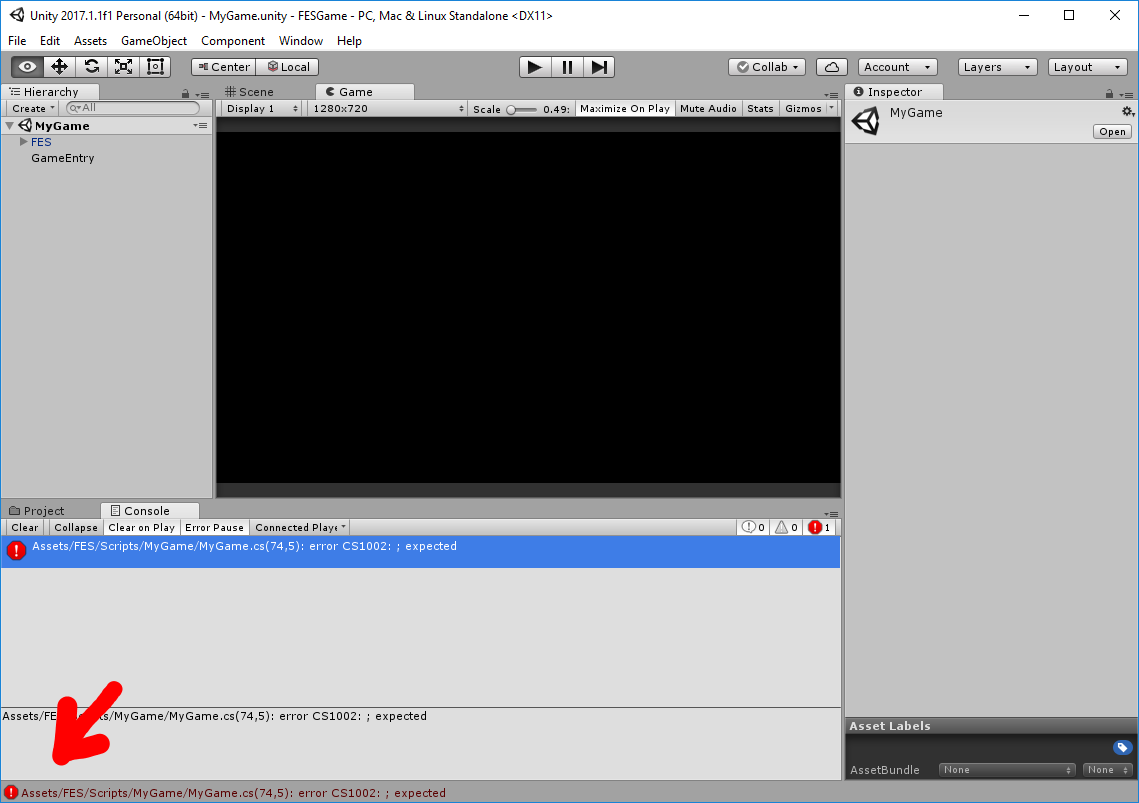 Unity 2017.1.1f1 Personal (64bit) - MyGame.unity - FESGame - PC, Mac & Linux Standalone <DX11>
File Edit Assets GameObject Component Window Help
Center Local Collab Account Layers Layout
Hierarchy Scene Game Inspector
Create All Display 1 1280x720 Scale 0.49: Maximize On Play Mute Audio Stats Gizmos
MyGame MyGame
Open
FES
GameEntry
Project Console
Clear Collapse Clear on Play Error Pause Connected Playe 0 0 1
Assets/FES/Scripts/MyGame/MyGame.cs(74,5): error CS1002: ; expected
Assets/FE ts/MyGame/MyGame.cs(74,5): error CS1002: ; expected
Asset Labels
AssetBundle None None
Assets/FES/Scripts/MyGame/MyGame.cs(74,5): error CS1002: ; expected